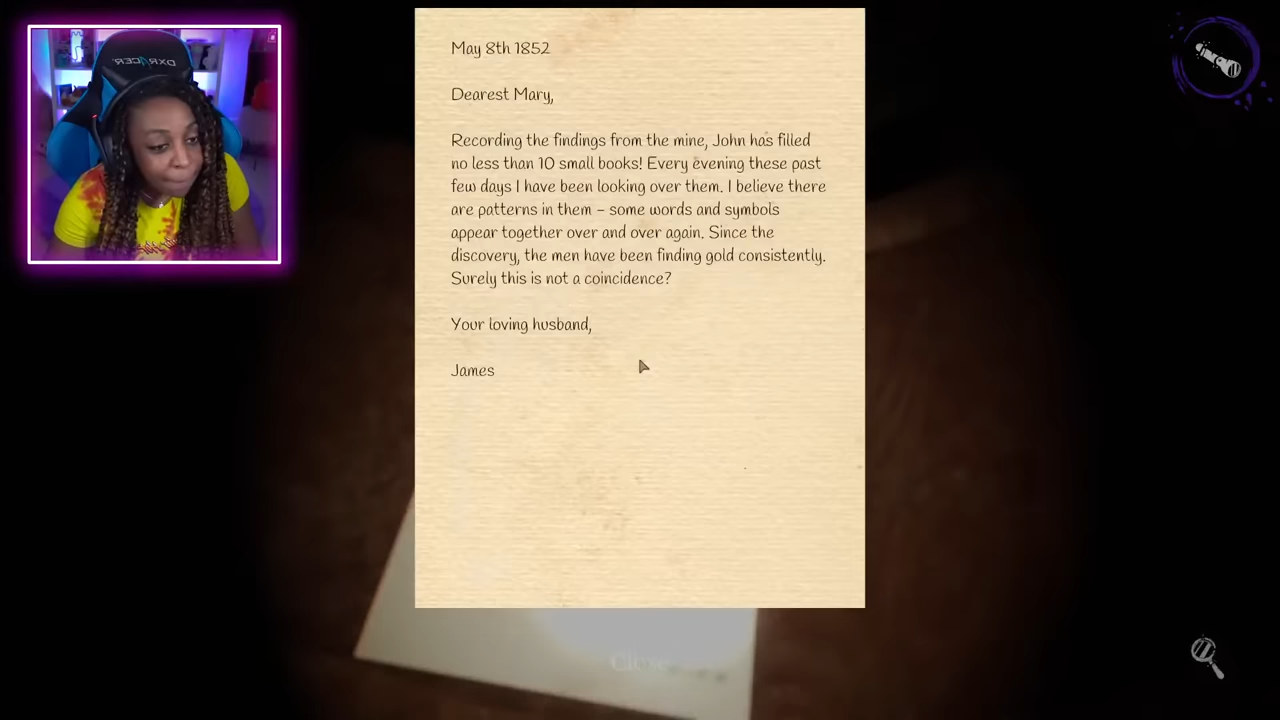 DXRACER
May 8th 1852
Dearest Mary,
Recording the findings from the mine, John has filled
no less than 10 small books! Every evening these past
few days I have been looking over them. I believe there
are patterns in them - some words and symbols
appear together over and over again. Since the
discovery, the men have been finding gold consistently.
Surely this is not a coincidence?
Your loving husband,
James
Close